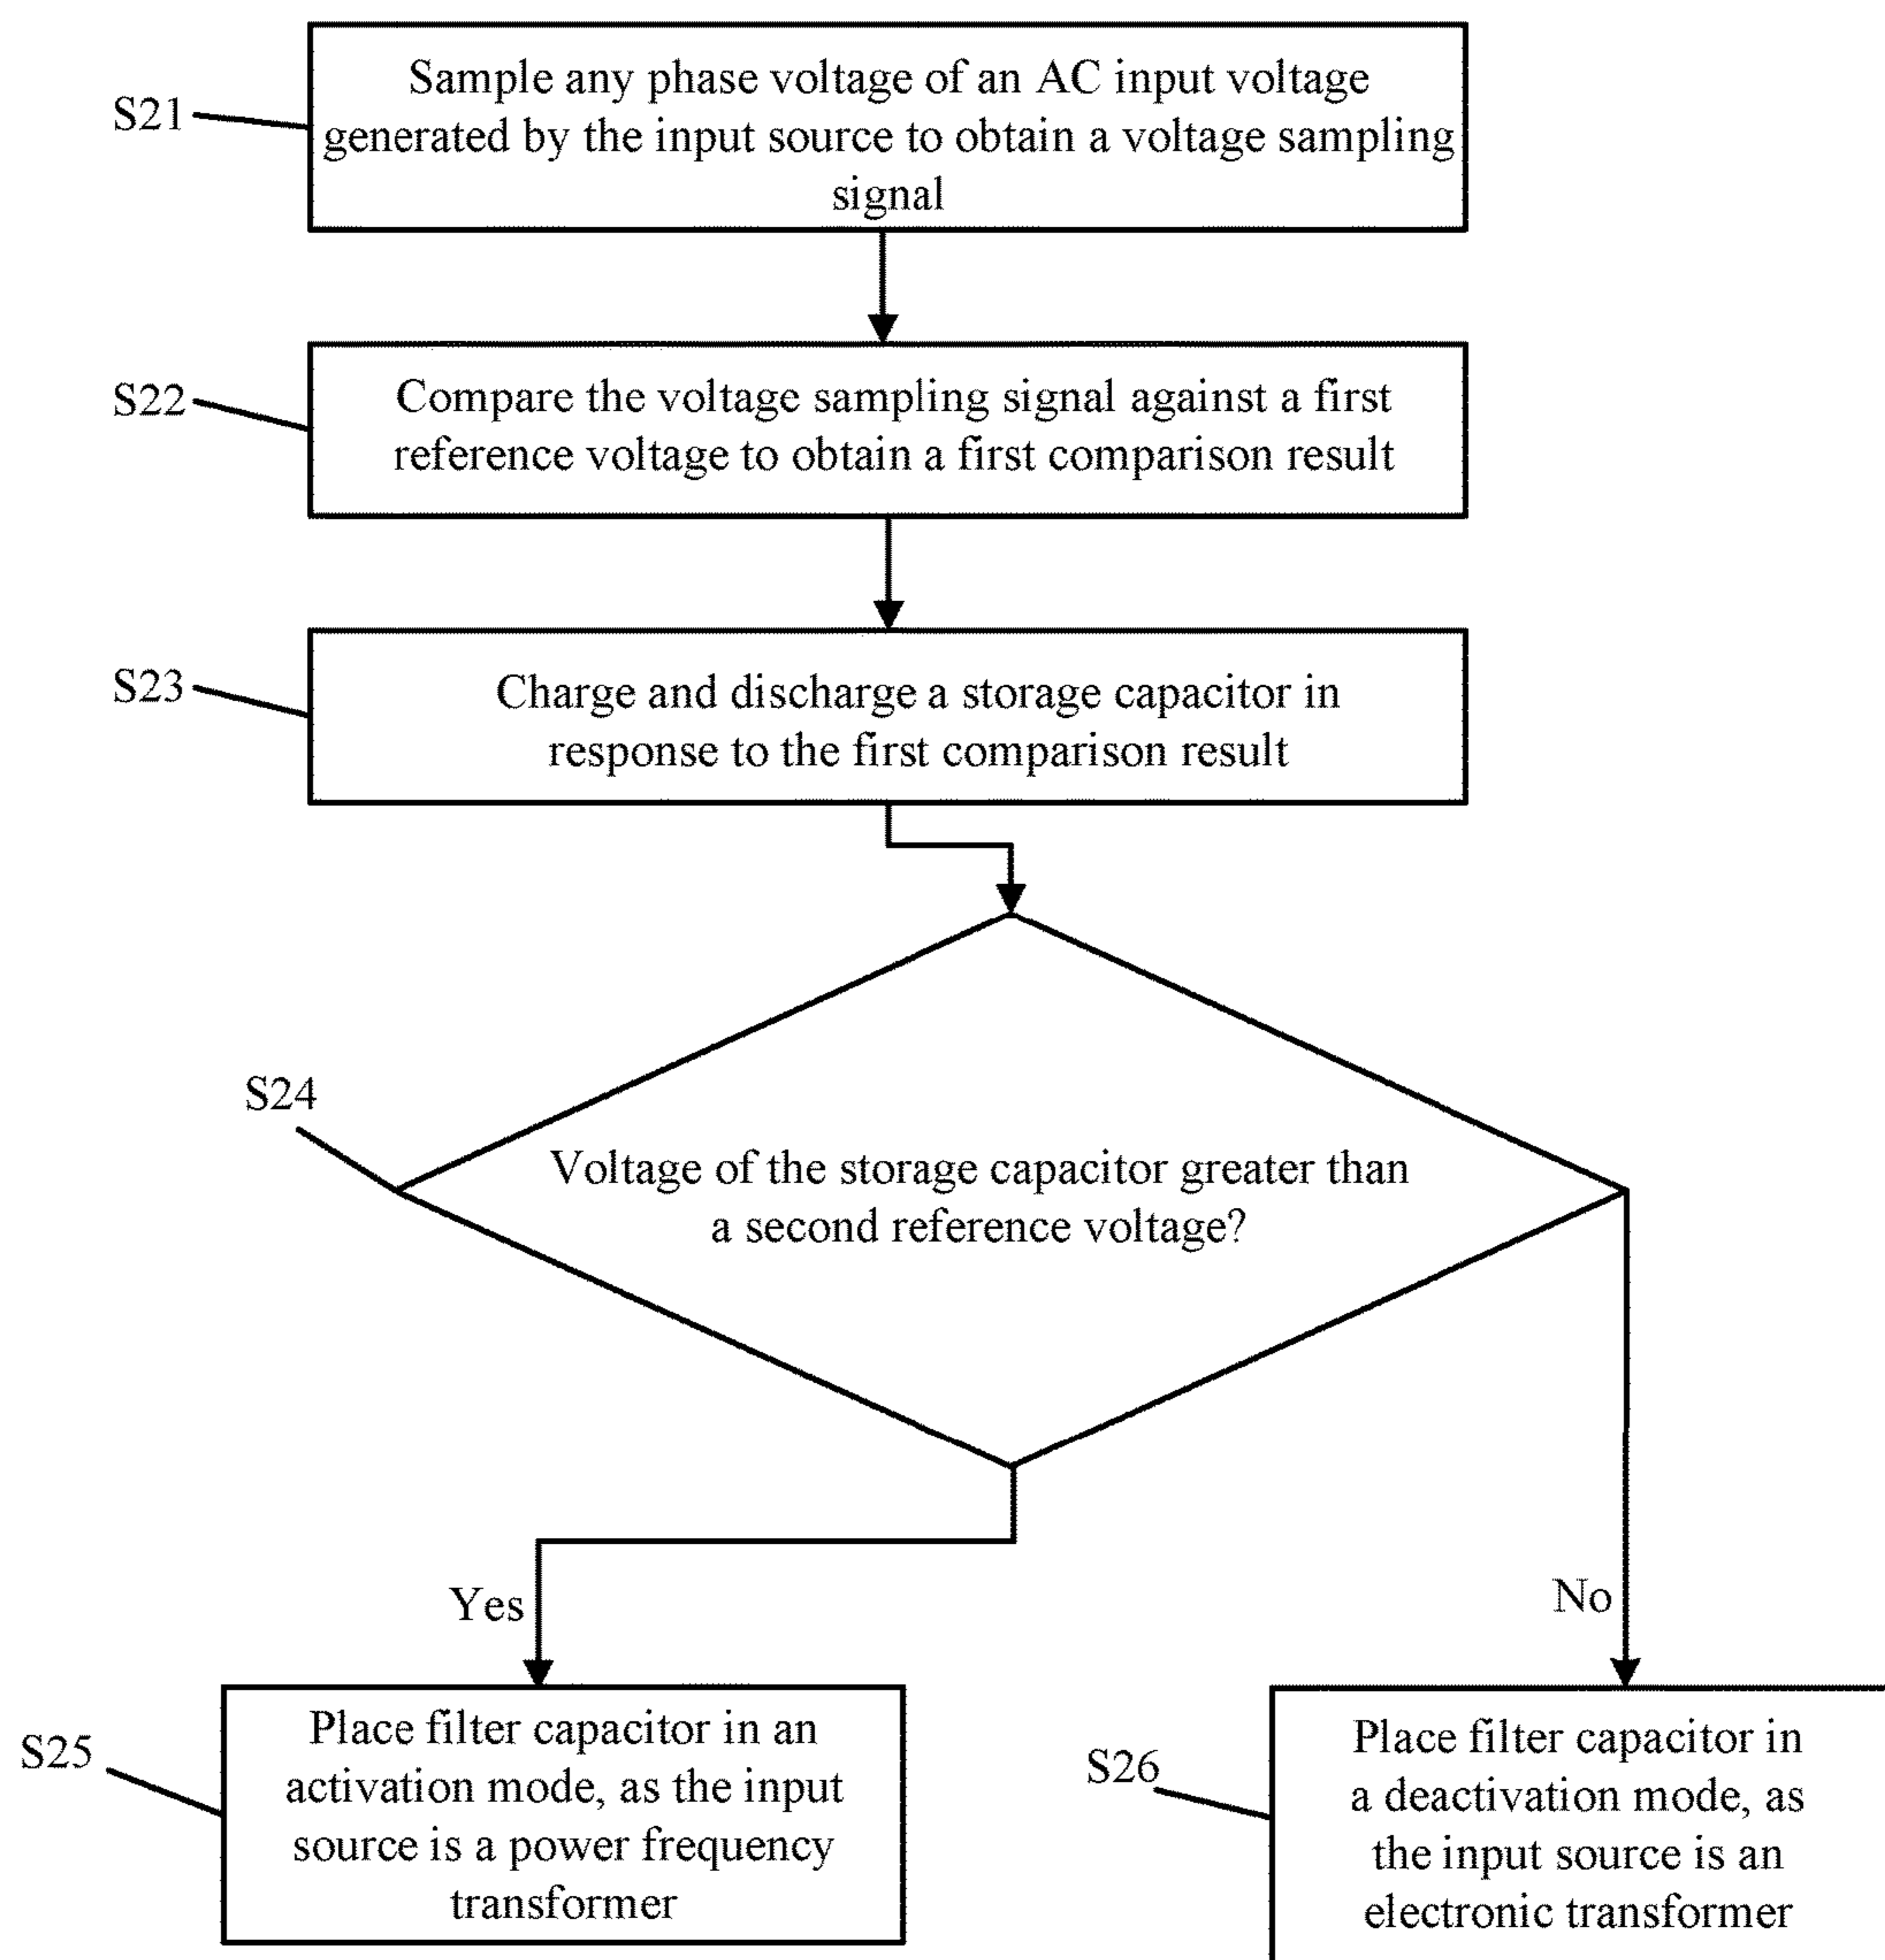 S21
Sample any phase voltage of an AC input voltage
generated by the input source to obtain a voltage sampling
signal
S22
Compare the voltage sampling signal against a first
reference voltage to obtain a first comparison result
S23
Charge and discharge a storage capacitor in
response to the first comparison result
S24
Voltage of the storage capacitor greater than
a second reference voltage?
Yes
No
S25
Place filter capacitor in an
activation mode, as the input
source is a power frequency
transformer
S26
Place filter capacitor in
a deactivation mode, as
the input source is an
electronic transformer